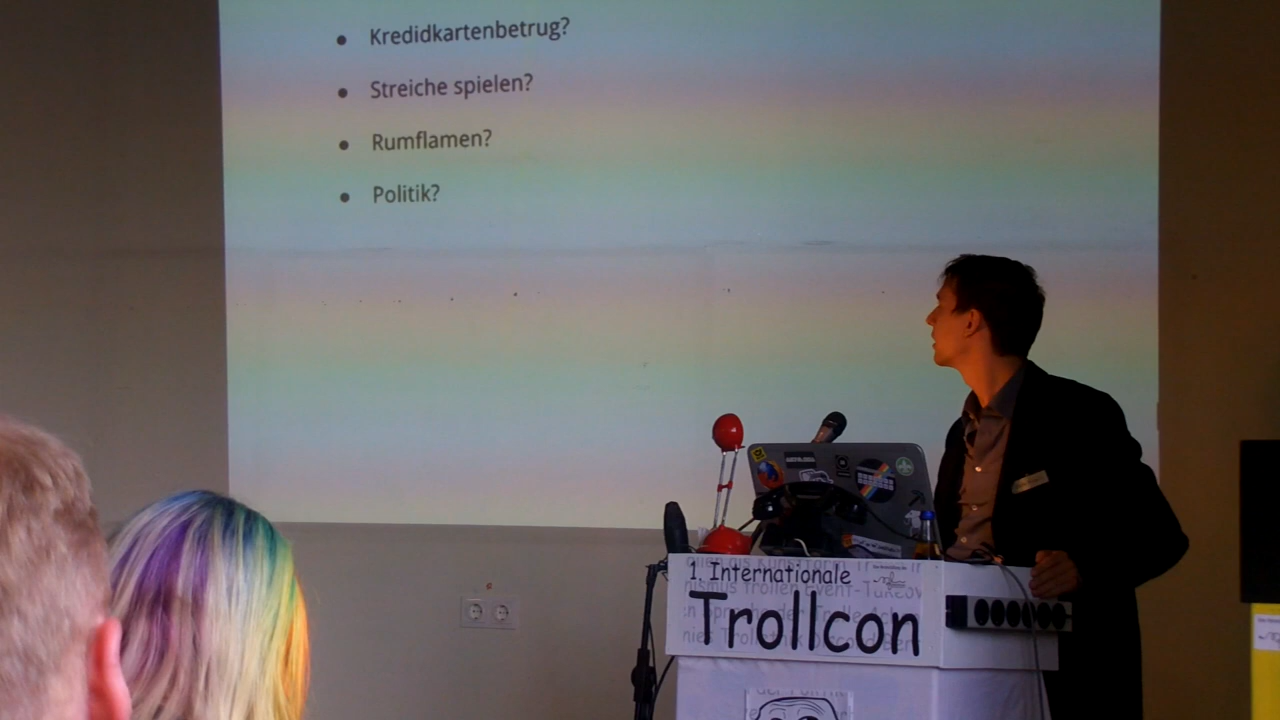 Kredidkartenbetrug?
Streiche spielen?
Rumflamen?
Politik?
1. Internationale
Trollcon